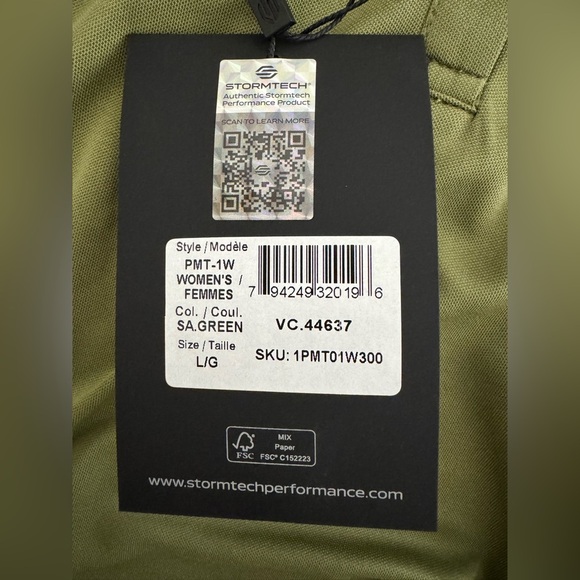 STORMTECH®
Authentic Stormtech
Performance Product
SCAN TO LEARN MORE
Style / Modèle
PMT-1W
WOMEN'S /
FEMMES
Col. / Coul.
SA.GREEN
Size / Taille
L/G
7 94249 32019 6
VC.44637
SKU: 1PMT01W300
FSC
MIX
Paper
FSC® C152223
www.stormtechperformance.com